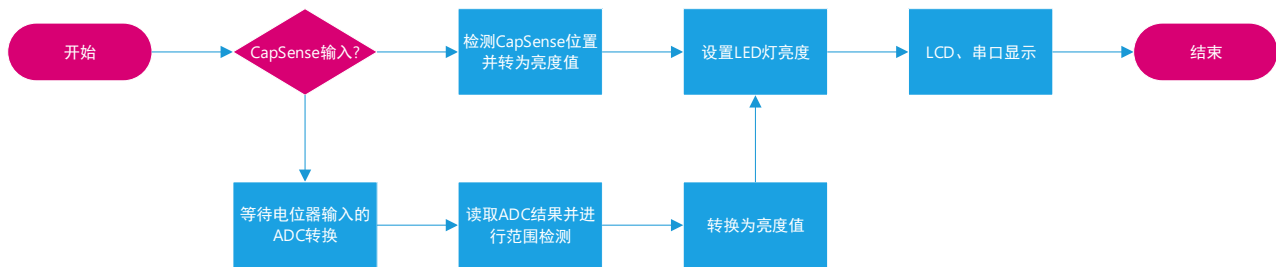 开始
CapSense输入?
检测CapSense位置
并转为亮度值
设置LED灯亮度
LCD、串口显示
结束
等待电位器输入的
ADC转换
读取ADC结果并进
行范围检测
转换为亮度值